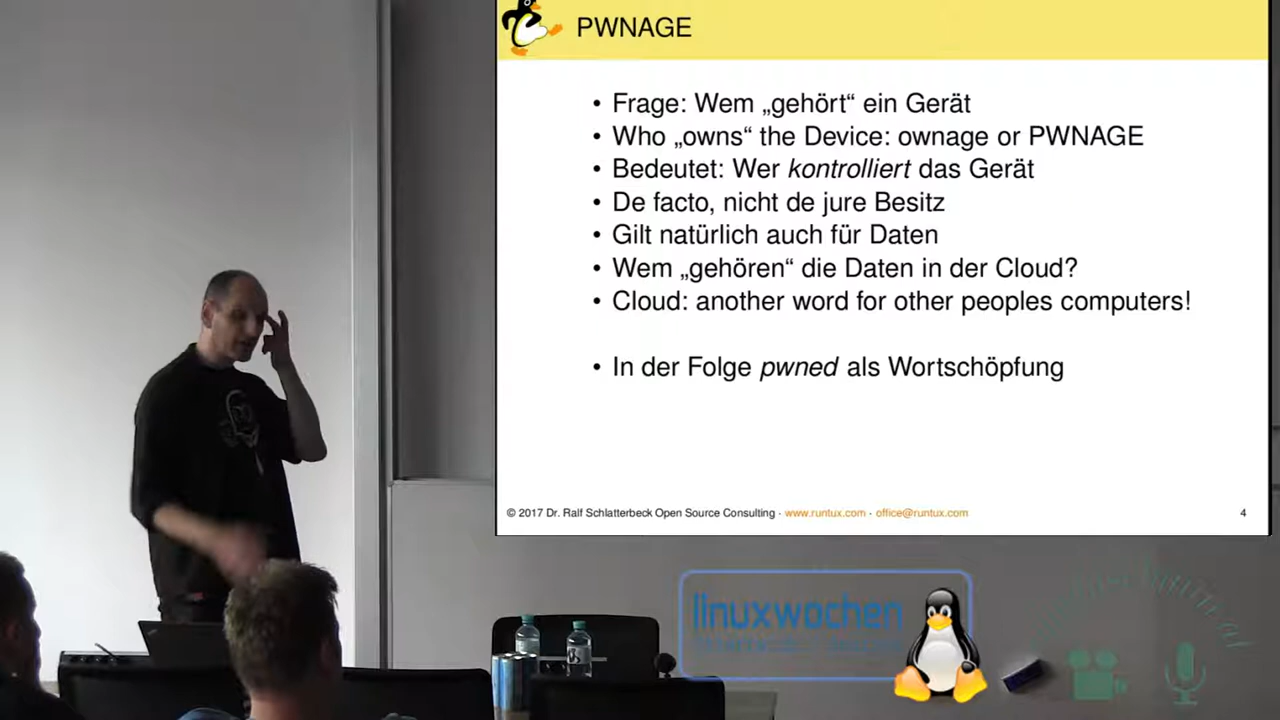 PWNAGE
• Frage: Wem „gehört“ ein Gerät
• Who „owns“ the Device: ownage or PWNAGE
• Bedeutet: Wer kontrolliert das Gerät
• De facto, nicht de jure Besitz
• Gilt natürlich auch für Daten
• Wem „gehören“ die Daten in der Cloud?
• Cloud: another word for other peoples computers!
• In der Folge pwned als Wortschöpfung
© 2017 Dr. Ralf Schlatterbeck Open Source Consulting · www.runtux.com · office@runtux.com
4
linuxwochen